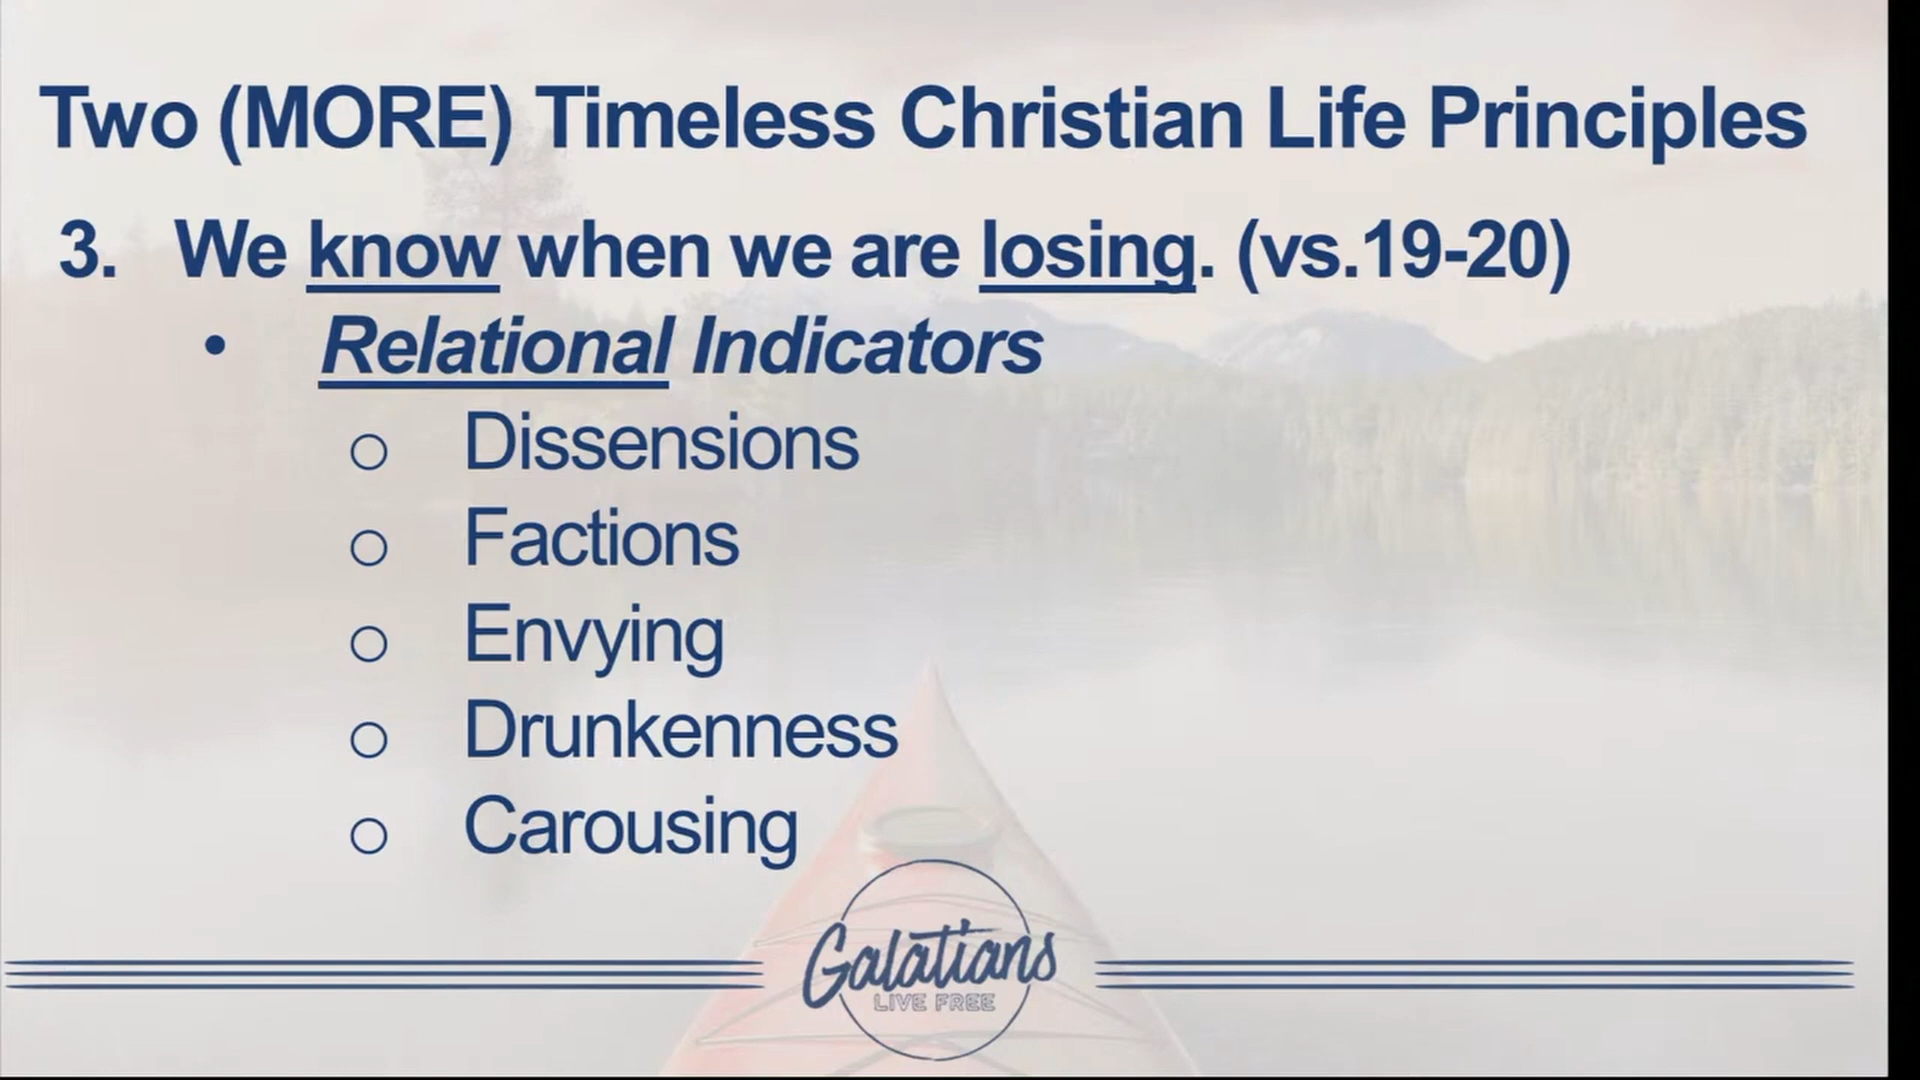 Two (MORE) Timeless Christian Life Principles
3. We know when we are losing. (vs.19-20)
• Relational Indicators
○ Dissensions
○ Factions
○ Envying
○ Drunkenness
○ Carousing
Galatians
LIVE FREE